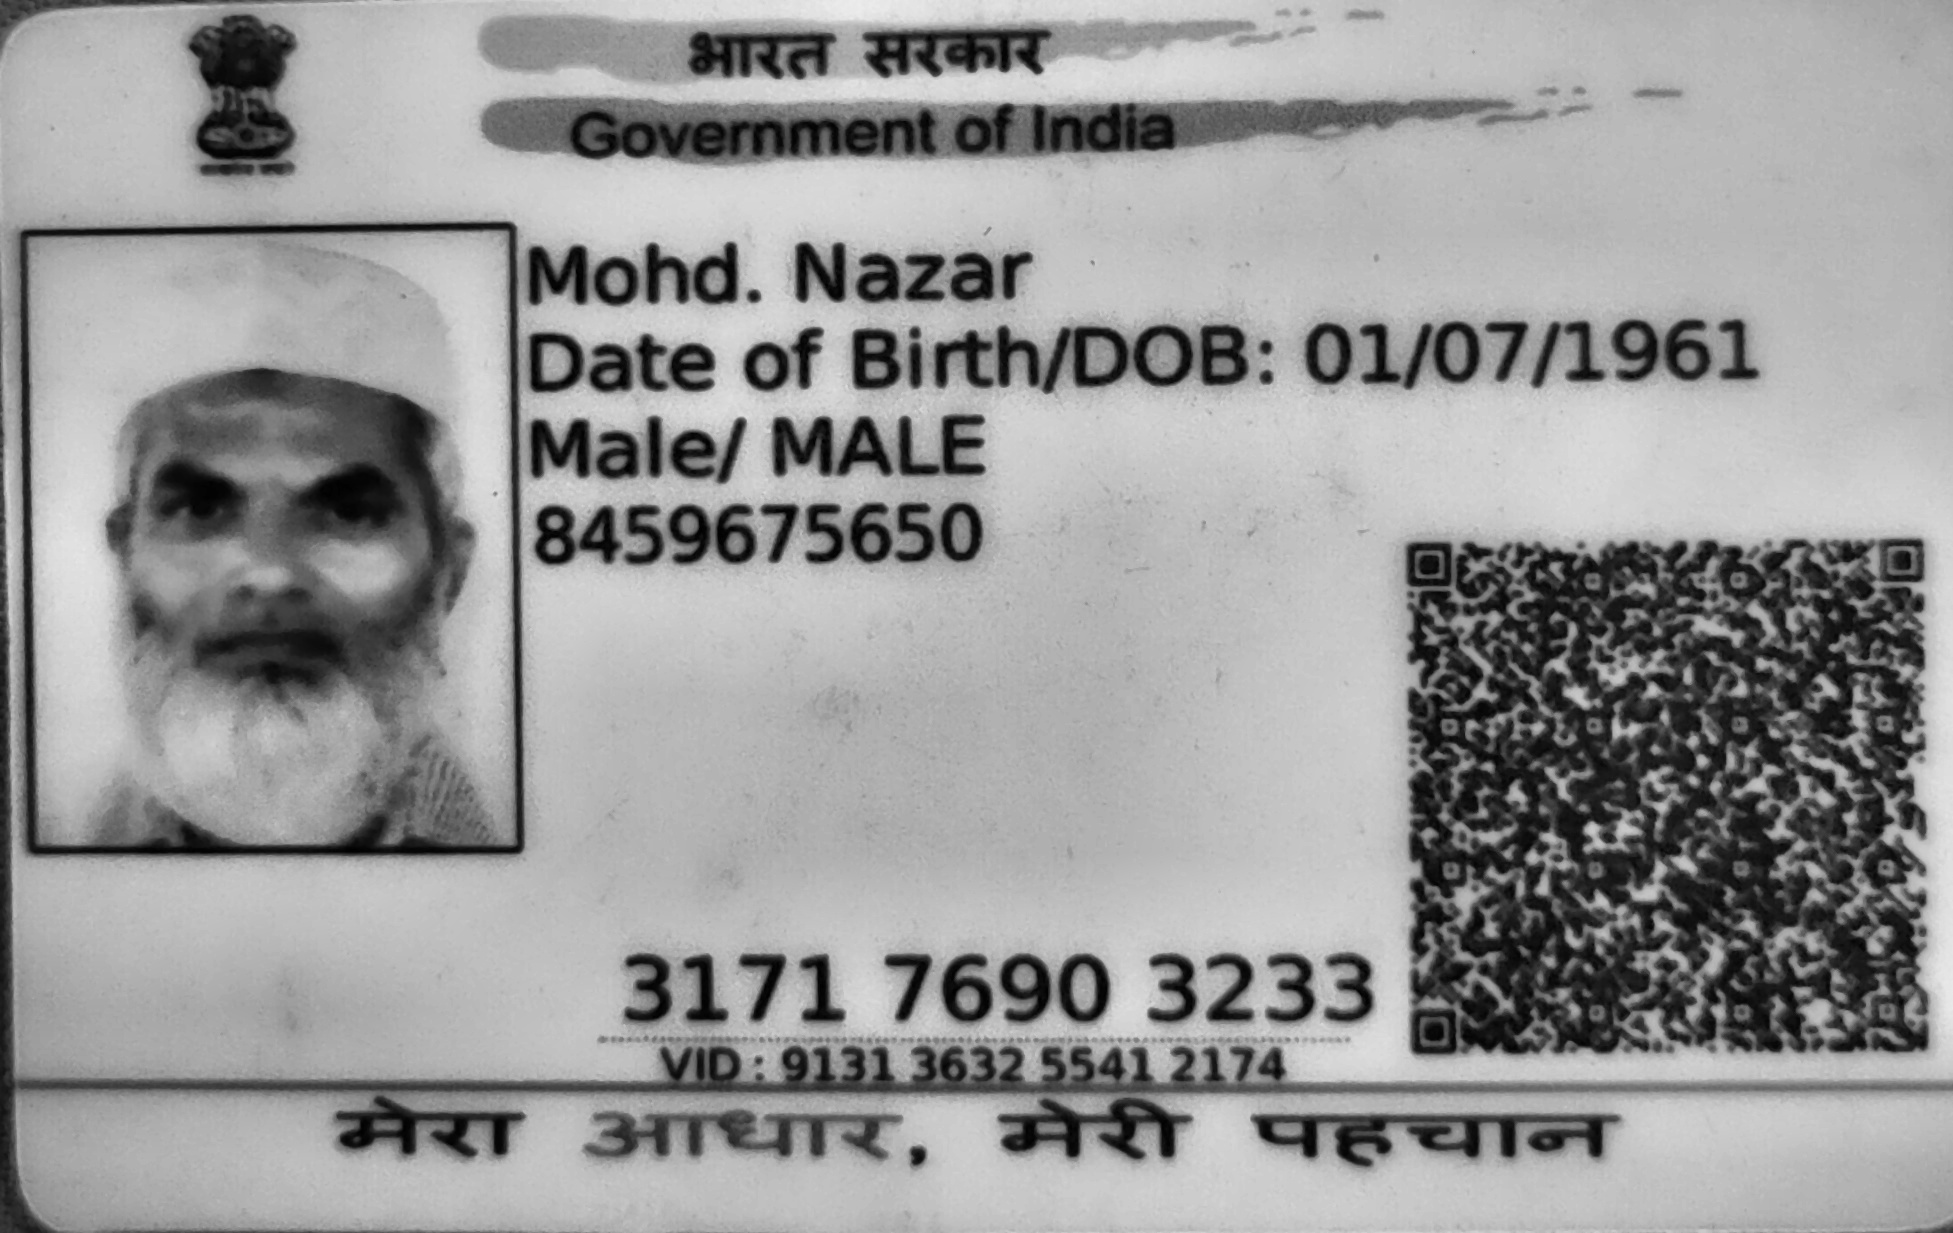 भारत सरकार
Government of India
Mohd. Nazar
Date of Birth/DOB: 01/07/1961
Male/ MALE
8459675650
3171 7690 3233
VID : 9131 3632 5541 2174
मेरा आधार, मेरी पहचान